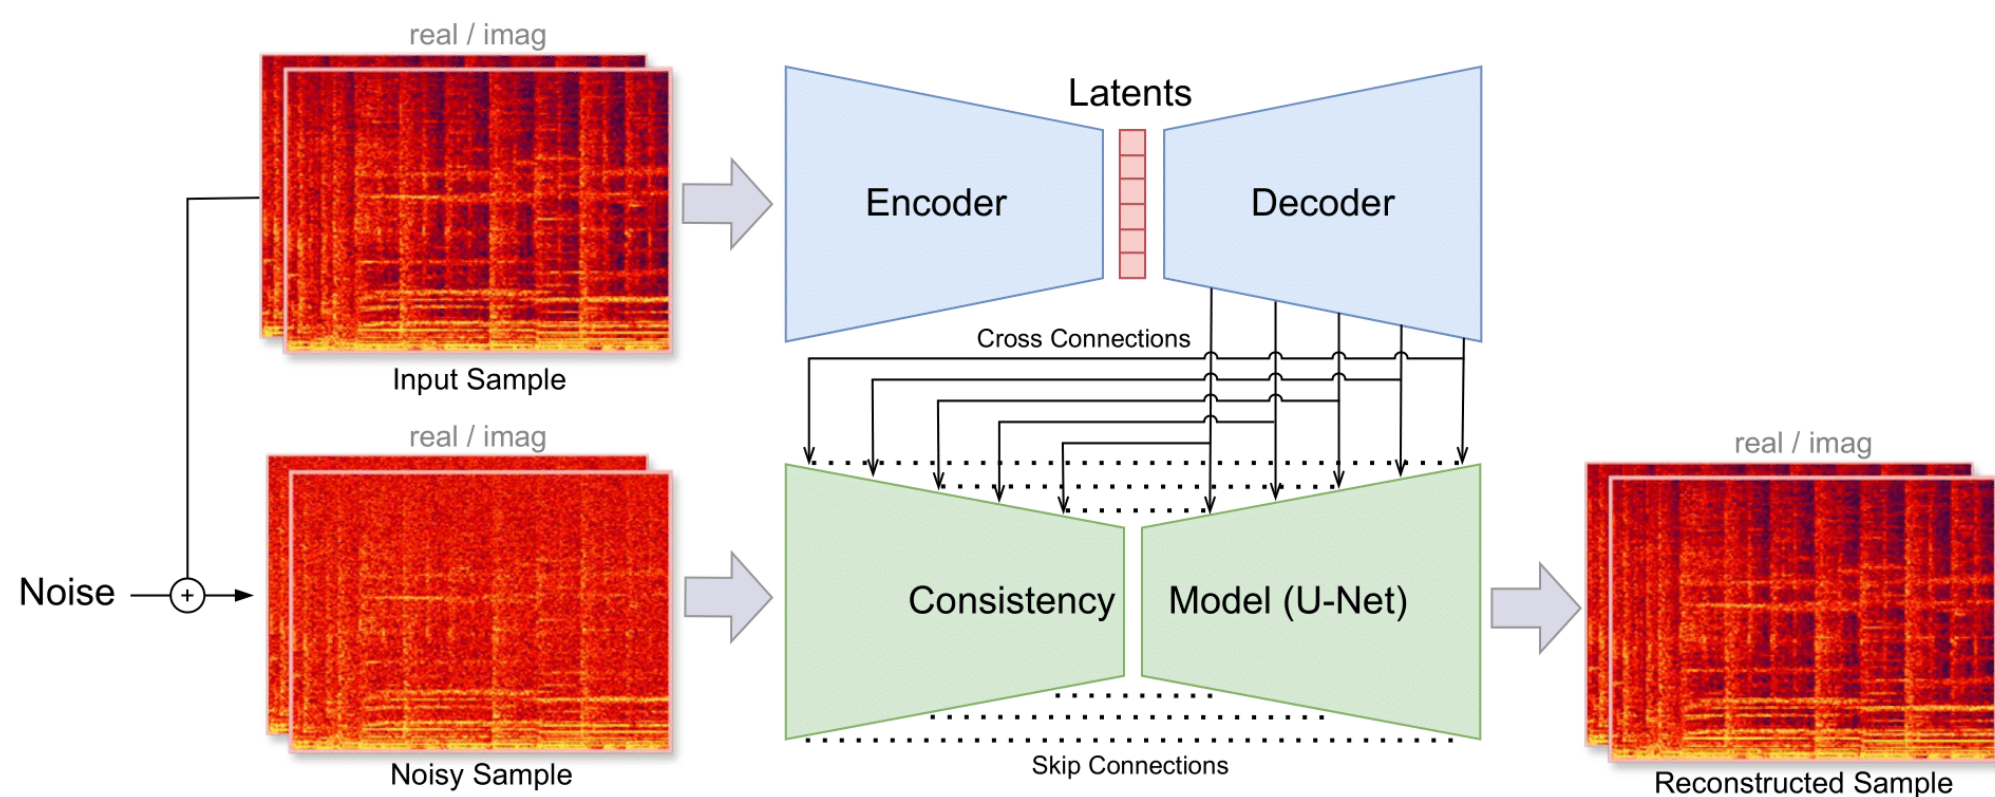 real / imag
Input Sample
Latents
Encoder
Decoder
Cross Connections
real / imag
Noise
+
Noisy Sample
Consistency
Model (U-Net)
Skip Connections
real / imag
Reconstructed Sample